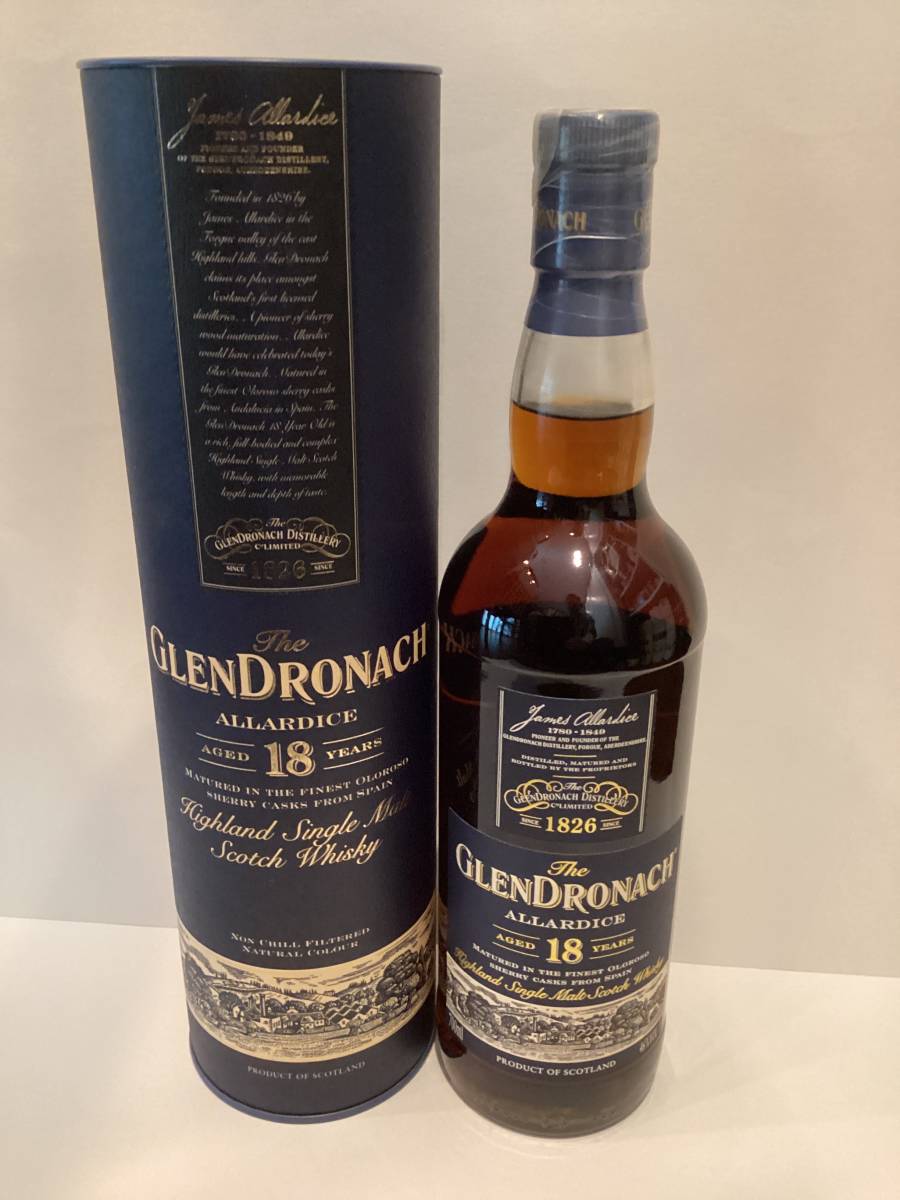 James Allardice
1780-1849
PIONEER AND FOUNDER
OF THE GLENDRONACH DISTILLERY,
FORGUE, ABERDEENSHIRE.
Founded in 1826 by
James Allardice in the
Forgue valley of the east
Highland hills, GlenDronach
claims its place amongst
Scotland's first licensed
distilleries. A pioneer of sherry
wood maturation, Allardice
would have celebrated today's
GlenDronach. Matured in
the finest Oloroso sherry casks
from Andalucia in Spain, The
GlenDronach 18 Year Old is
a rich, full-bodied and complex
Highland Single Malt Scotch
Whisky, with memorable
length and depth of taste.
The
GLENDRONACH DISTILLERY
Co LIMITED
SINCE 1826 SINCE
The
GLENDRONACH
ALLARDICE
AGED 18 YEARS
MATURED IN THE FINEST OLOROSO
SHERRY CASKS FROM SPAIN
Highland Single Malt
Scotch Whisky
NON CHILL FILTERED
NATURAL COLOUR
PRODUCT OF SCOTLAND
DRONACH
James Allardice
1780-1849
PIONEER AND FOUNDER OF THE
GLENDRONACH DISTILLERY, FORGUE, ABERDEENSHIRE.
DISTILLED, MATURED AND
BOTTLED BY THE PROPRIETORS
The
GLENDRONACH DISTILLERY
Co LIMITED
SINCE 1826 SINCE
The
GLENDRONACH
ALLARDICE
AGED 18 YEARS
MATURED IN THE FINEST OLOROSO
SHERRY CASKS FROM SPAIN
Highland Single Malt Scotch Whisky
700ml
PRODUCT OF SCOTLAND